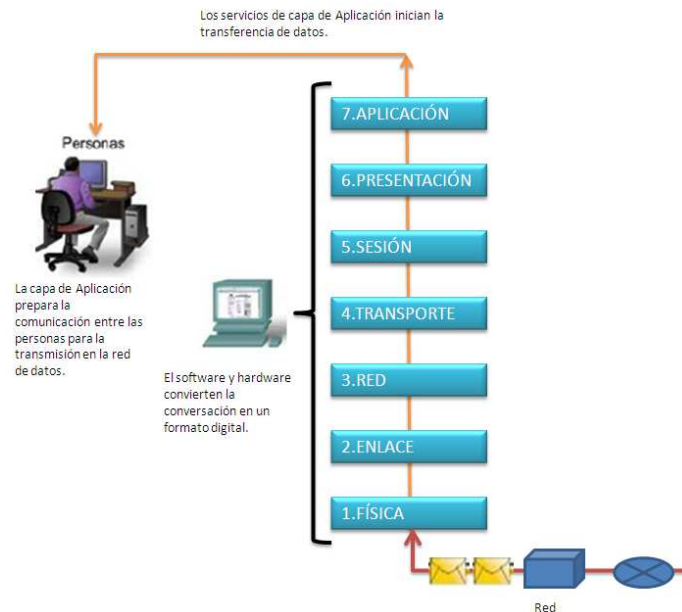 Los servicios de capa de Aplicación inician la
transferencia de datos.
7.APLICACIÓN
Personas
6.PRESENTACIÓN
5.SESIÓN
La capa de Aplicación
prepara la
comunicación entre las
personas para la
transmisión en la red
de datos.
4.TRANSPORTE
El software y hardware
convierten la
conversación en un
formato digital.
3.RED
2.ENLACE
1.FÍSICA
Red